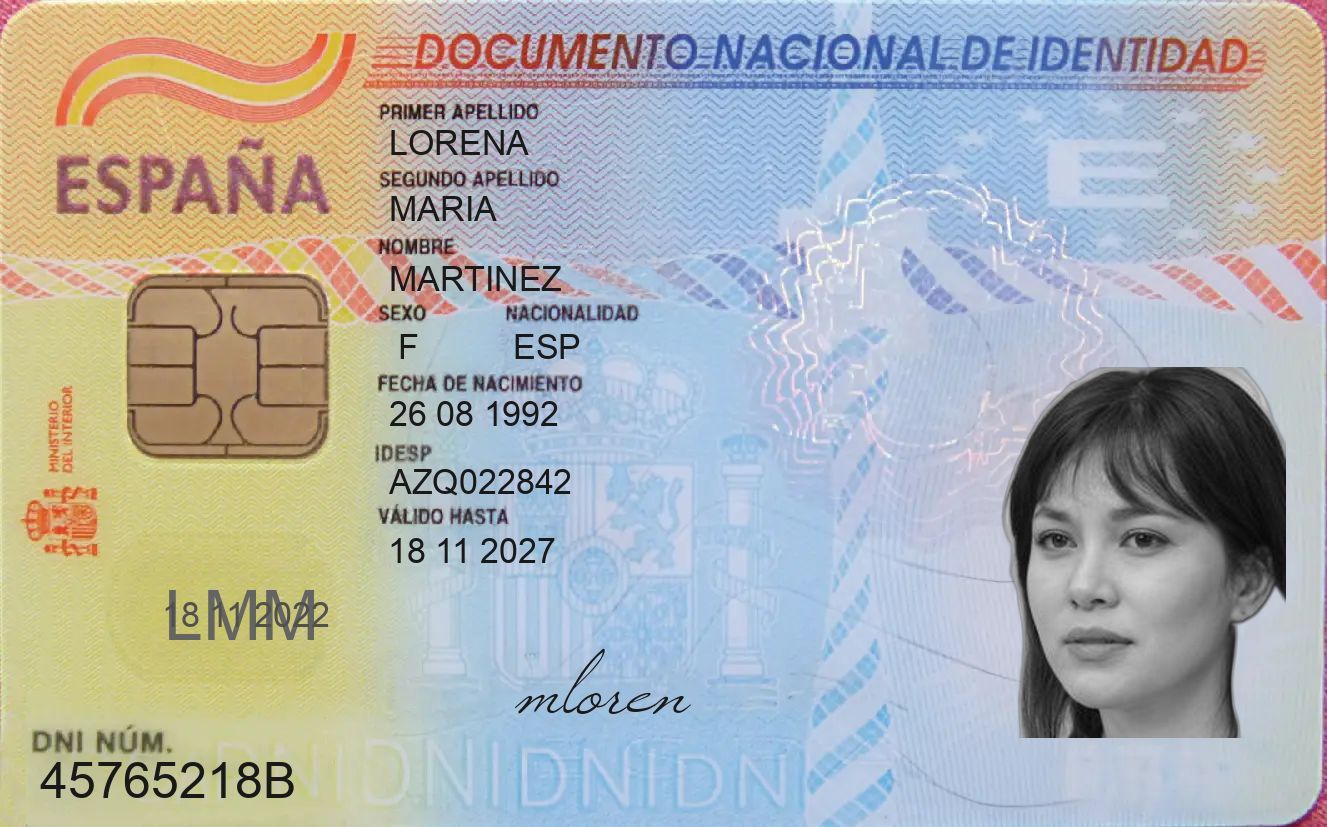 DOCUMENTO NACIONAL DE IDENTIDAD
ESPAÑA
PRIMER APELLIDO
LORENA
SEGUNDO APELLIDO
MARIA
NOMBRE
MARTINEZ
SEXO NACIONALIDAD
F ESP
FECHA DE NACIMIENTO
26 08 1992
IDESP
AZQ022842
VÁLIDO HASTA
18 11 2027
MINISTERIO
DEL INTERIOR
E
18 11 2022
LMM
mloren
DNI NÚM.
45765218B
DNIDNIDNIDNI